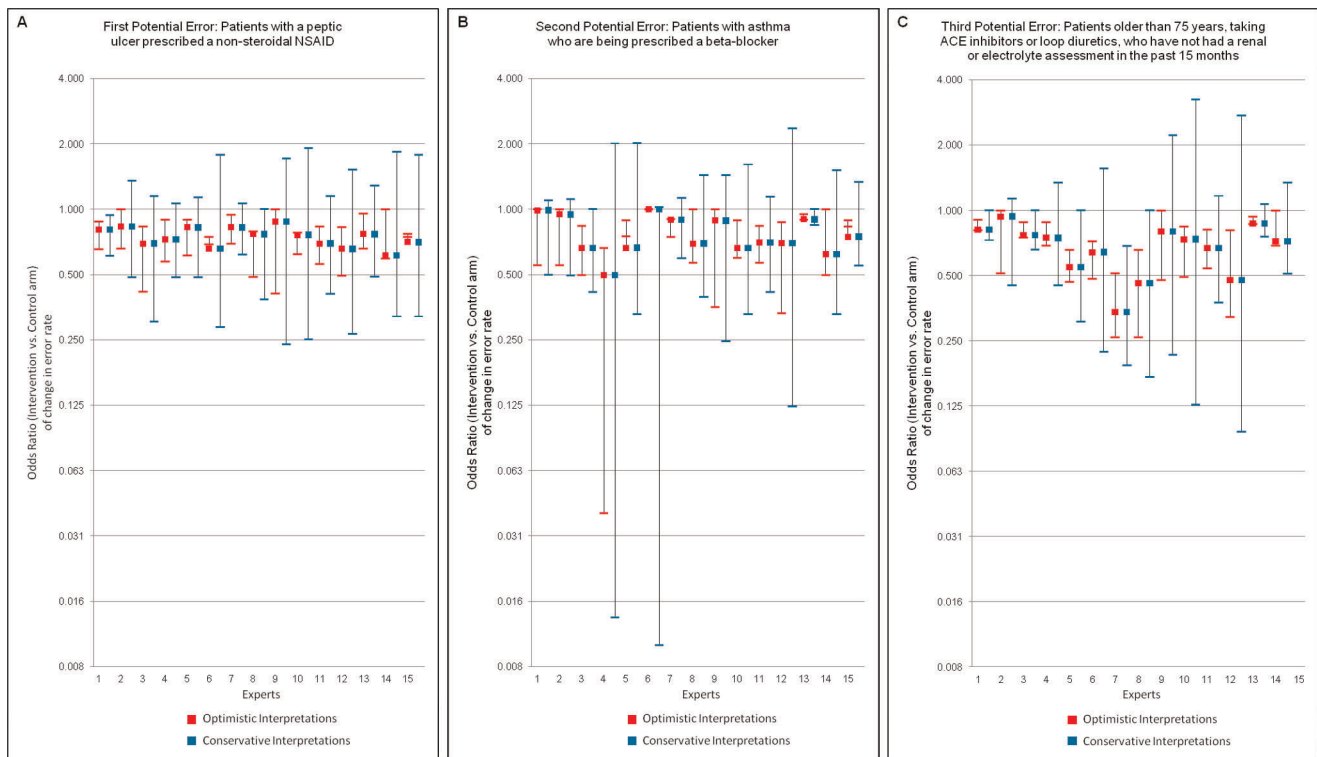 A
First Potential Error: Patients with a peptic
ulcer prescribed a non-steroidal NSAID
Odds Ratio (Intervention vs. Control arm)
of change in error rate
4.000
2.000
1.000
0.500
0.250
0.125
0.063
0.031
0.016
0.008
1 2 3 4 5 6 7 8 9 10 11 12 13 14 15
Experts
Optimistic Interpretations
Conservative Interpretations
B
Second Potential Error: Patients with asthma
who are being prescribed a beta-blocker
Odds Ratio (Intervention vs. Control arm)
of change in error rate
4.000
2.000
1.000
0.500
0.250
0.125
0.063
0.031
0.016
0.008
1 2 3 4 5 6 7 8 9 10 11 12 13 14 15
Experts
Optimistic Interpretations
Conservative Interpretations
C
Third Potential Error: Patients older than 75 years, taking
ACE inhibitors or loop diuretics, who have not had a renal
or electrolyte assessment in the past 15 months
Odds Ratio (Intervention vs. Control arm)
of change in error rate
4.000
2.000
1.000
0.500
0.250
0.125
0.063
0.031
0.016
0.008
1 2 3 4 5 6 7 8 9 10 11 12 13 14 15
Experts
Optimistic Interpretations
Conservative Interpretations